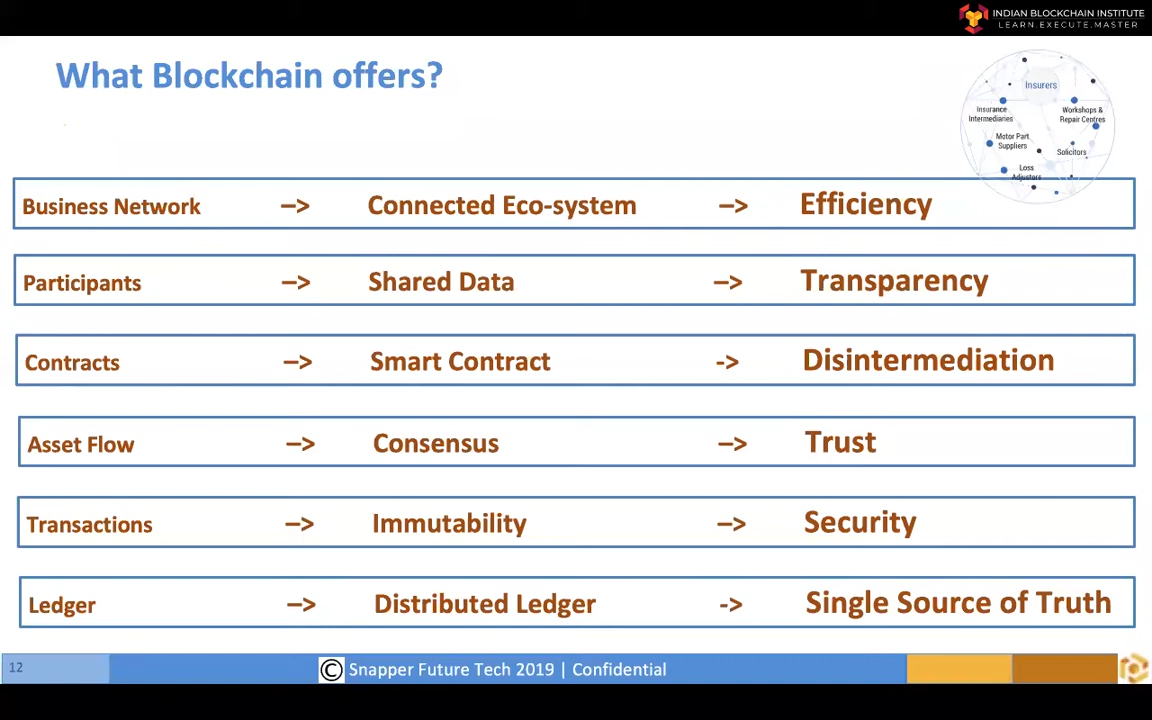 INDIAN BLOCKCHAIN INSTITUTE
LEARN.EXECUTE.MASTER
What Blockchain offers?
Insurers
Insurance
Intermediaries
Workshops &
Repair Centres
Motor Part
Suppliers
Solicitors
Loss
Adjustors
Business Network –> Connected Eco-system –> Efficiency
Participants –> Shared Data –> Transparency
Contracts –> Smart Contract -> Disintermediation
Asset Flow –> Consensus –> Trust
Transactions –> Immutability –> Security
Ledger –> Distributed Ledger -> Single Source of Truth
12
© Snapper Future Tech 2019 | Confidential